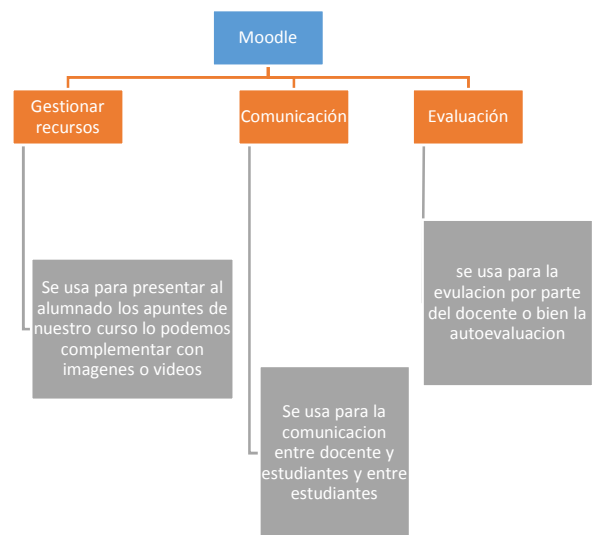 Moodle
Gestionar
recursos
Comunicación
Evaluación
Se usa para presentar al
alumnado los apuntes de
nuestro curso lo podemos
complementar con
imagenes o videos
se usa para la
evulacion por parte
del docente o bien la
autoevaluacion
Se usa para la
comunicacion
entre docente y
estudiantes y entre
estudiantes